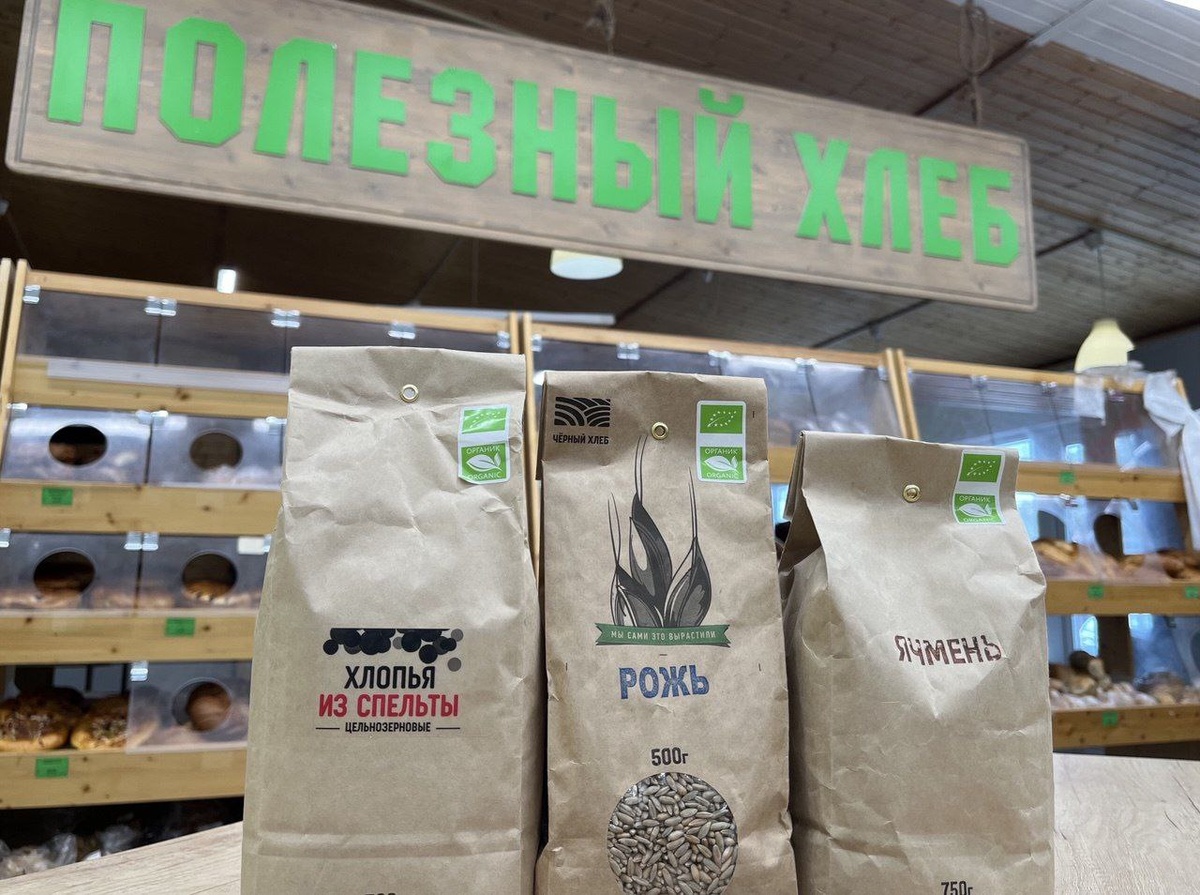 ПОЛЕЗНЫЙ ХЛЕБ
ОРГАНИК
ORGANIC
ХЛОПЬЯ
ИЗ СПЕЛЬТЫ
ЦЕЛЬНОЗЕРНОВЫЕ
ЧЁРНЫЙ ХЛЕБ
ОРГАНИК
ORGANIC
МЫ САМИ ЭТО ВЫРАСТИЛИ
РОЖЬ
500г
ОРГАНИК
ORGANIC
ЯЧМЕНЬ
750г